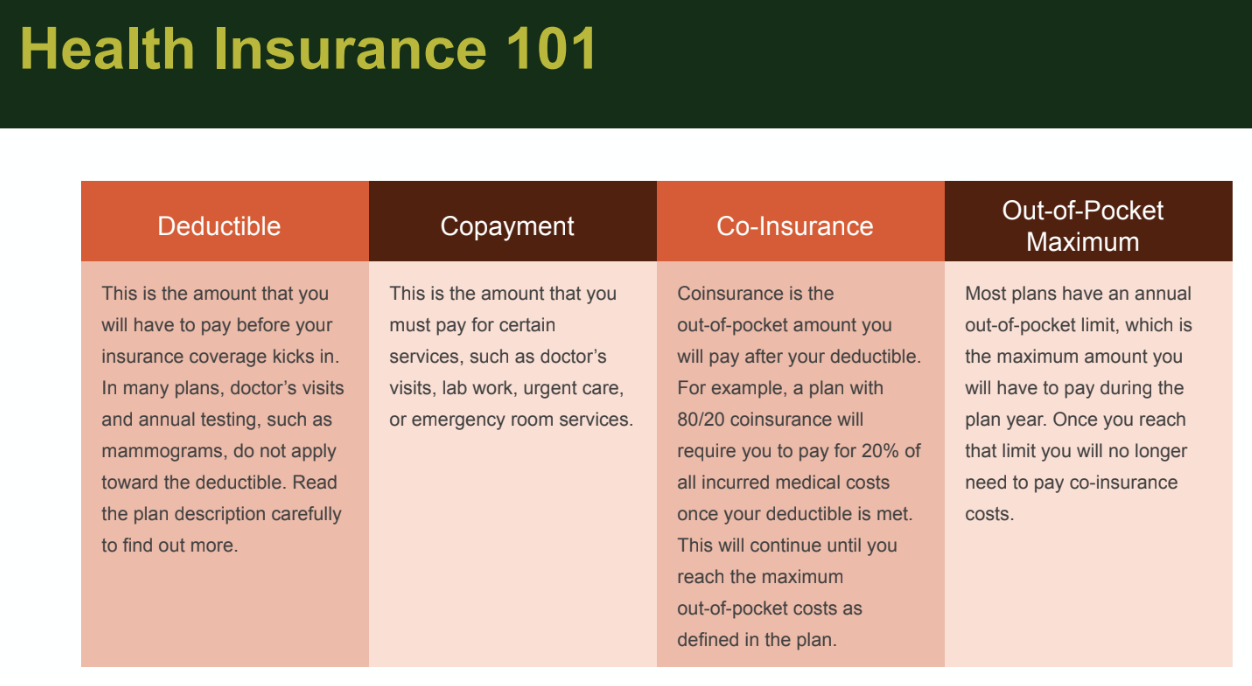 Health Insurance 101
Deductible
This is the amount that you
will have to pay before your
insurance coverage kicks in.
In many plans, doctor’s visits
and annual testing, such as
mammograms, do not apply
toward the deductible. Read
the plan description carefully
to find out more.
Copayment
This is the amount that you
must pay for certain
services, such as doctor’s
visits, lab work, urgent care,
or emergency room services.
Co-Insurance
Coinsurance is the
out-of-pocket amount you
will pay after your deductible.
For example, a plan with
80/20 coinsurance will
require you to pay for 20% of
all incurred medical costs
once your deductible is met.
This will continue until you
reach the maximum
out-of-pocket costs as
defined in the plan.
Out-of-Pocket
Maximum
Most plans have an annual
out-of-pocket limit, which is
the maximum amount you
will have to pay during the
plan year. Once you reach
that limit you will no longer
need to pay co-insurance
costs.